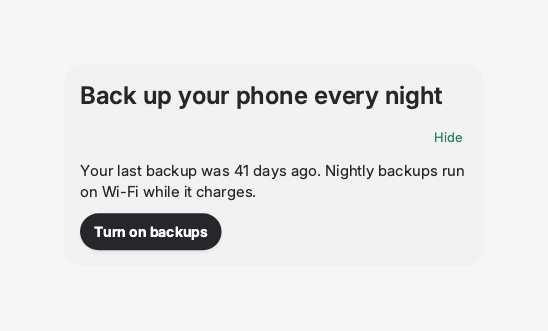 Back up your phone every night
Hide
Your last backup was 41 days ago. Nightly backups run
on Wi-Fi while it charges.
Turn on backups